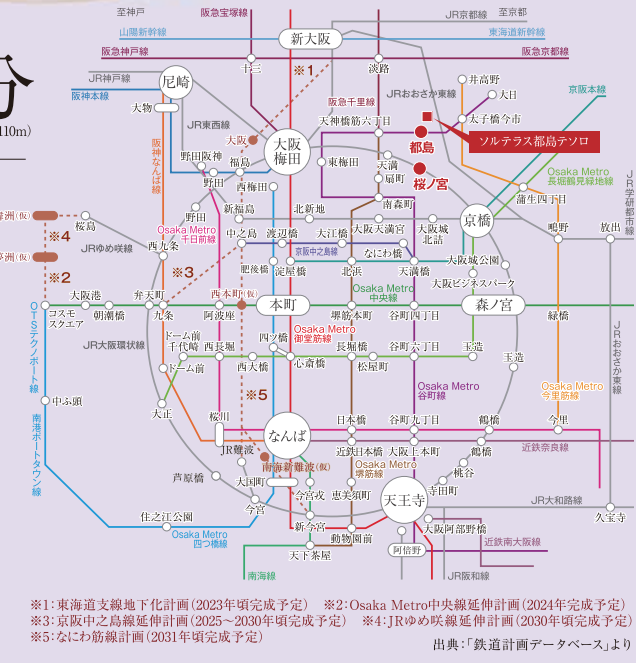 至神戸
阪急宝塚線
JR京都線
至京都
山陽新幹線
新大阪
東海道新幹線
阪急神戸線
阪急京都線
十三
※1
淡路
JR神戸線
尼崎
井高野
阪神本線
阪急千里線
JRおおさか東線
大日
京阪本線
110m)
大物
天神橋筋六丁目
太子橋今市
JR東西線
ソルテラス都島テソロ
大阪
都島
阪神なんば線
野田阪神
福島
大阪梅田
東梅田
天満
桜ノ宮
Osaka Metro
長堀鶴見緑地線
野田
西梅田
扇町
蒲生四丁目
JR学研都市線
野田
新福島
北新地
南森町
洲(仮)
桜島
Osaka Metro
千日前線
中之島
渡辺橋
大江橋
大阪天満宮
大阪城北詰
京橋
鴫野
放出
※4
JRゆめ咲線
西九条
京阪中之島線
なにわ橋
洲(仮)
※3
肥後橋
淀屋橋
北浜
天満橋
大阪城公園
※2
西本町(仮)
Osaka Metro
中央線
大阪ビジネスパーク
コスモスクエア
大阪港
朝潮橋
弁天町
九条
阿波座
本町
堺筋本町
谷町四丁目
森ノ宮
緑橋
OTSテクノポート線
JR大阪環状線
ドーム前千代崎
西長堀
四ツ橋
Osaka Metro
御堂筋線
長堀橋
谷町六丁目
玉造
玉造
JRおおさか東線
ドーム前
西大橋
心斎橋
松屋町
Osaka Metro
谷町線
Osaka Metro
今里筋線
中ふ頭
大正
※5
桜川
なんば
日本橋
谷町九丁目
鶴橋
今里
南港ポートタウン線
JR難波
近鉄日本橋
大阪上本町
鶴橋
近鉄奈良線
南海新難波(仮)
Osaka Metro
堺筋線
芦原橋
大国町
桃谷
今宮
今宮戎
恵美須町
天王寺
寺田町
JR大和路線
住之江公園
新今宮
動物園前
大阪阿部野橋
久宝寺
Osaka Metro
四つ橋線
天下茶屋
阿倍野
近鉄南大阪線
南海線
JR阪和線
※1：東海道支線地下化計画(2023年頃完成予定)　※2：Osaka Metro中央線延伸計画(2024年完成予定)
※3：京阪中之島線延伸計画(2025〜2030年頃完成予定)　※4：JRゆめ咲線延伸計画(2030年頃完成予定)
※5：なにわ筋線計画(2031年頃完成予定)
出典：「鉄道計画データベース」より